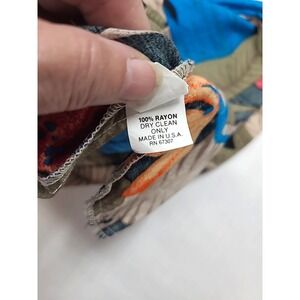 100% RAYON
DRY CLEAN
ONLY
MADE IN U.S.A.
RN 67307